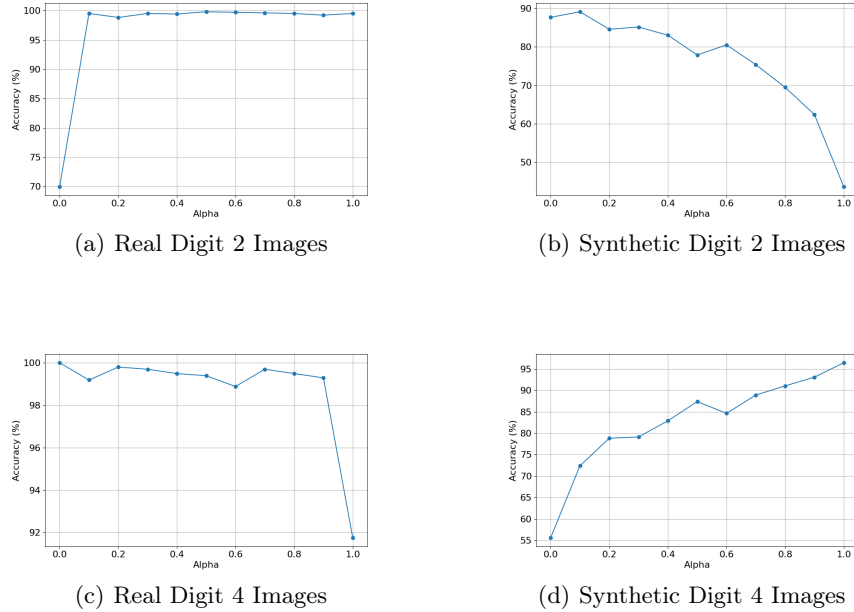 100
95
90
85
80
75
70
Accuracy (%)
0.0 0.2 0.4 0.6 0.8 1.0
Alpha
(a) Real Digit 2 Images
90
80
70
60
50
Accuracy (%)
0.0 0.2 0.4 0.6 0.8 1.0
Alpha
(b) Synthetic Digit 2 Images
100
98
96
94
92
Accuracy (%)
0.0 0.2 0.4 0.6 0.8 1.0
Alpha
(c) Real Digit 4 Images
95
90
85
80
75
70
65
60
55
Accuracy (%)
0.0 0.2 0.4 0.6 0.8 1.0
Alpha
(d) Synthetic Digit 4 Images